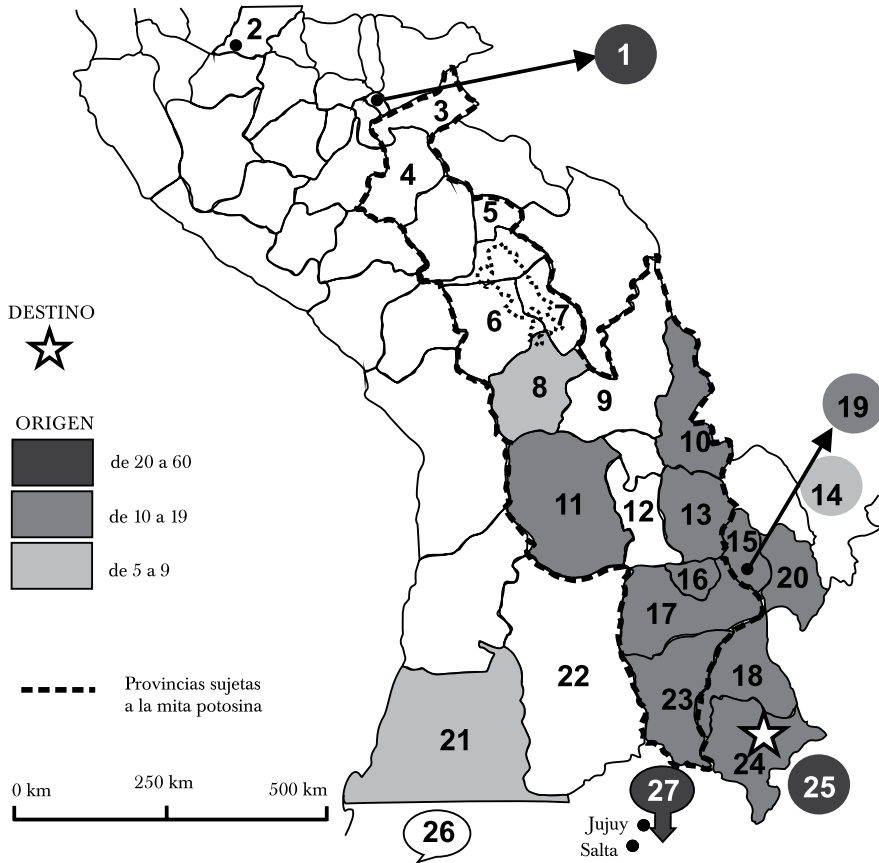 2
1
3
4
5
DESTINO
6
7
8
9
ORIGEN
de 20 a 60
de 10 a 19
de 5 a 9
10
19
14
11
12
13
15
16
20
17
Provincias sujetas
a la mita potosina
22
18
23
21
24
0 km 250 km 500 km
25
27
26
Jujuy
Salta